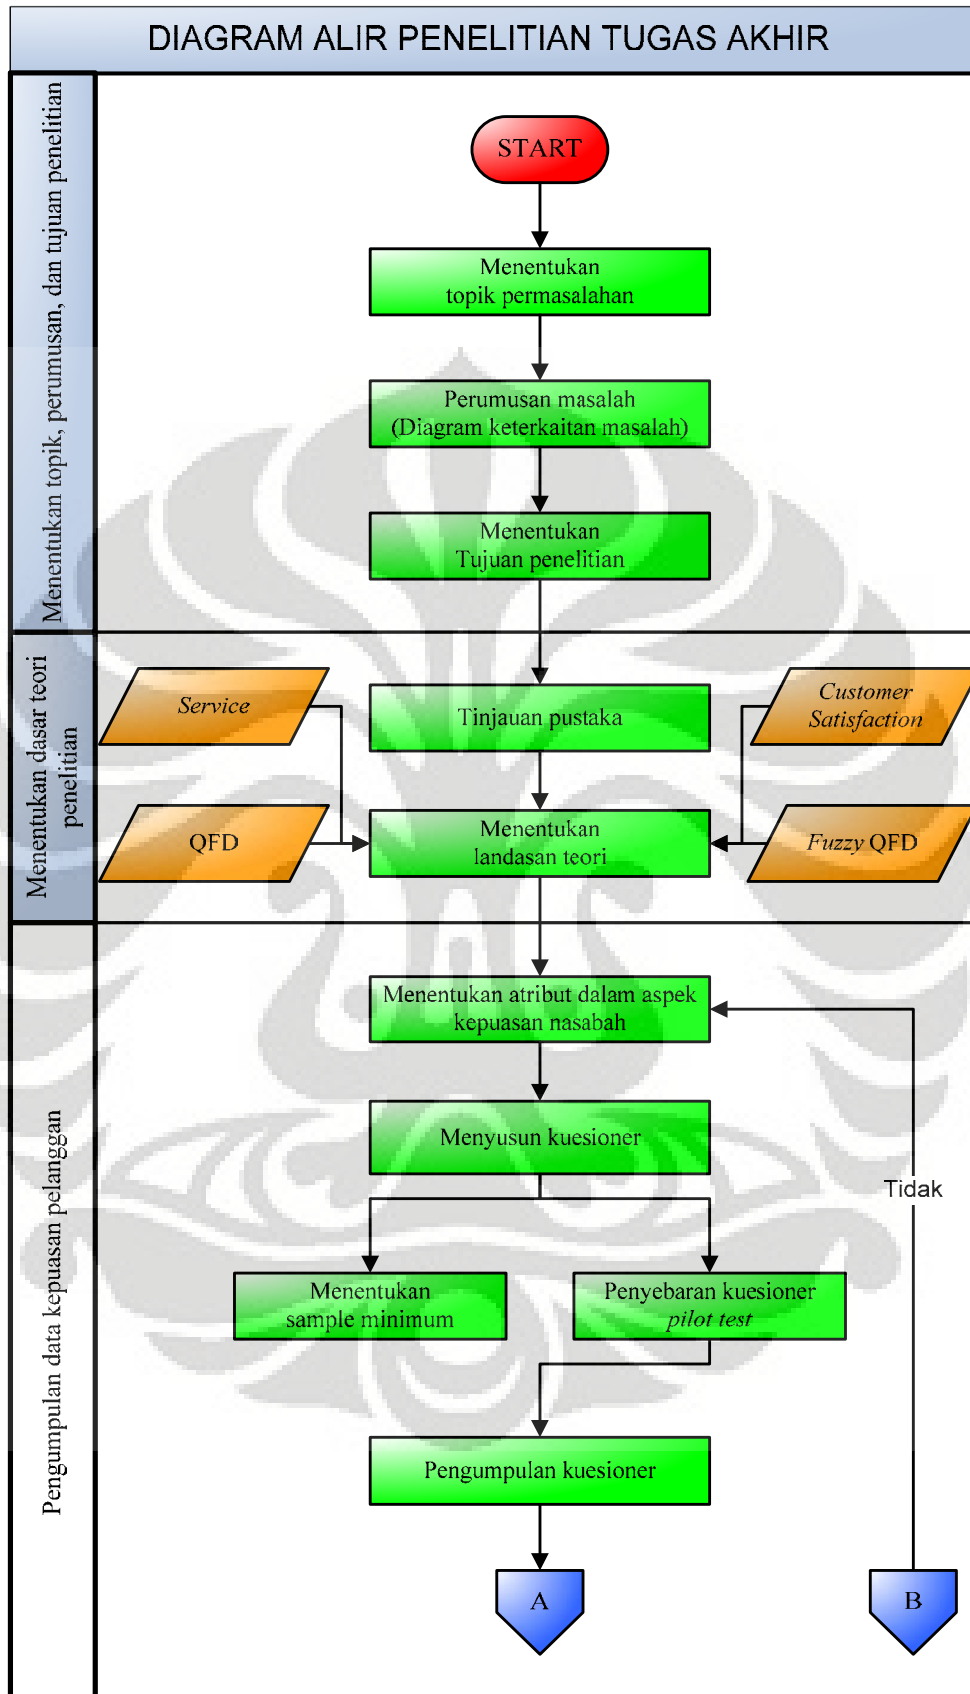 DIAGRAM ALIR PENELITIAN TUGAS AKHIR
Menentukan topik, perumusan, dan tujuan penelitian
START
Menentukan
topik permasalahan
Perumusan masalah
(Diagram keterkaitan masalah)
Menentukan
Tujuan penelitian
Menentukan dasar teori
penelitian
Service
Tinjauan pustaka
Customer
Satisfaction
QFD
Menentukan
landasan teori
Fuzzy QFD
Pengumpulan data kepuasan pelanggan
Menentukan atribut dalam aspek
kepuasan nasabah
Menyusun kuesioner
Tidak
Menentukan
sample minimum
Penyebaran kuesioner
pilot test
Pengumpulan kuesioner
A
B